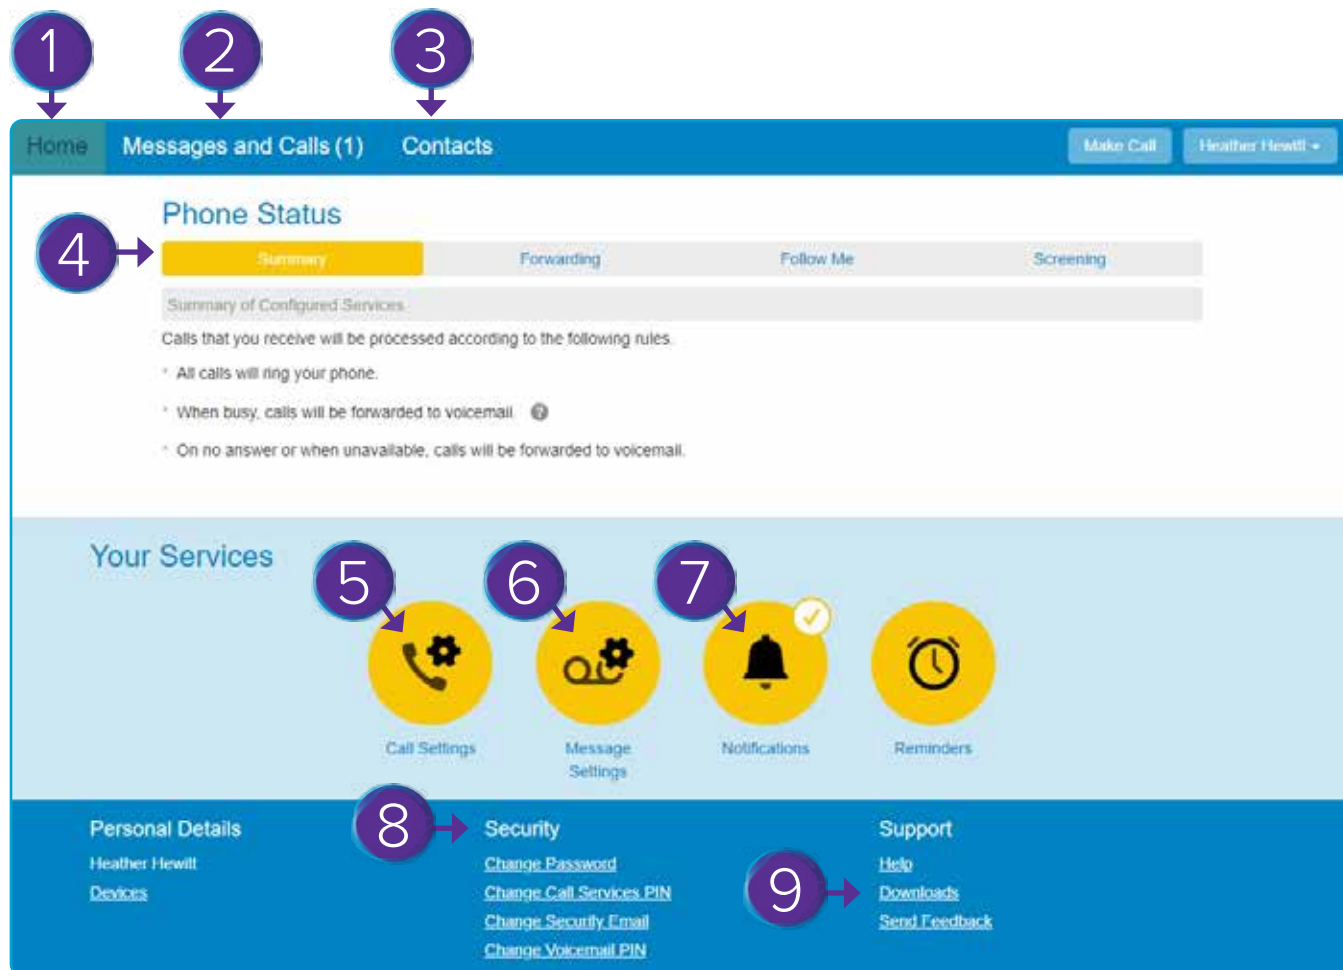 1
2
3
Home
Messages and Calls (1)
Contacts
Make Call
Heather Hewitt
Phone Status
4
Summary
Forwarding
Follow Me
Screening
Summary of Configured Services
Calls that you receive will be processed according to the following rules.
All calls will ring your phone.
When busy, calls will be forwarded to voicemail ?
On no answer or when unavailable, calls will be forwarded to voicemail.
Your Services
5
6
7
Call Settings
Message
Settings
Notifications
Reminders
Personal Details
Heather Hewitt
Devices
8
Security
Change Password
Change Call Services PIN
Change Security Email
Change Voicemail PIN
Support
Help
9
Downloads
Send Feedback